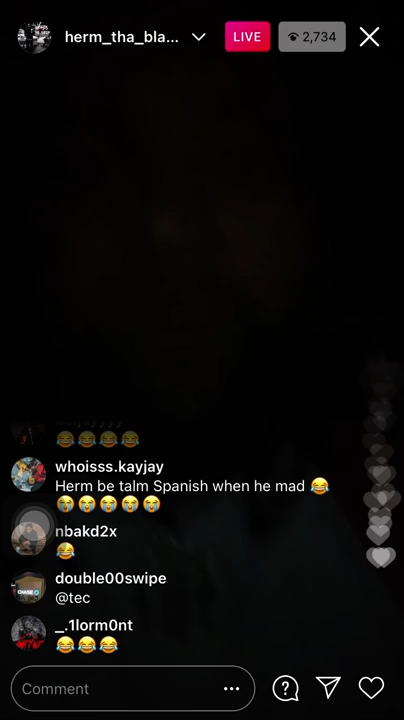 herm_tha_bla...
LIVE
2,734
😂😂😂😂
whoisss.kayjay
Herm be talm Spanish when he mad 😂
😭😭😭😭😭
nbakd2x
😂
double00swipe
@tec
_.1lorm0nt
😂😂😂
Comment